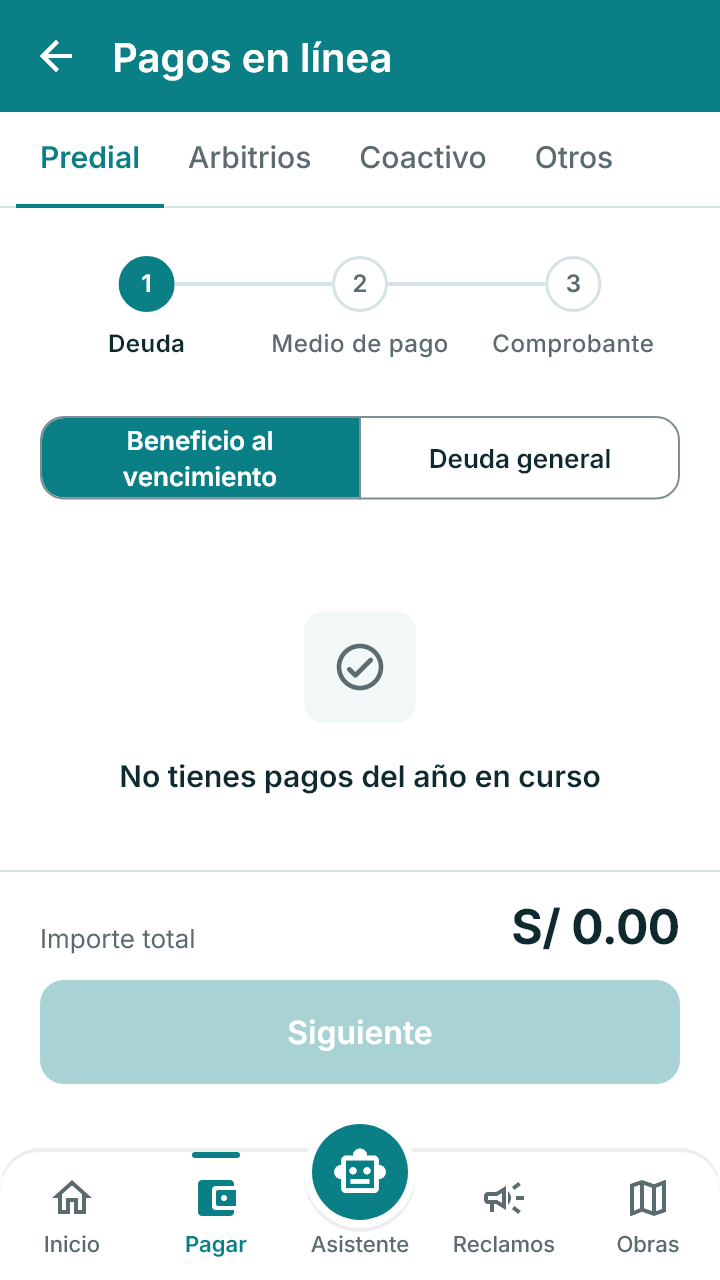 Pagos en línea
Predial
Arbitrios
Coactivo
Otros
1
2
3
Deuda
Medio de pago
Comprobante
Beneficio al
vencimiento
Deuda general
No tienes pagos del año en curso
Importe total
S/ 0.00
Siguiente
Inicio
Pagar
Asistente
Reclamos
Obras